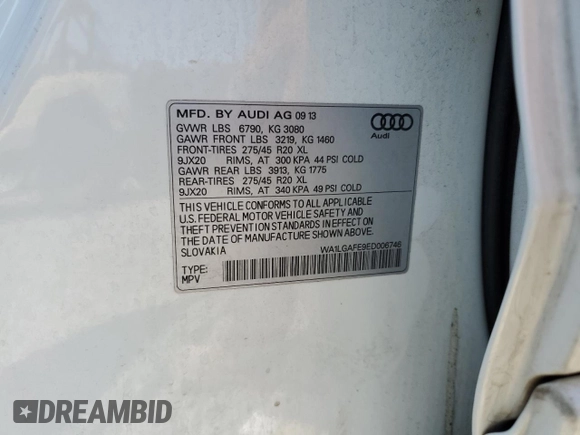 MFD. BY AUDI AG 09 13
GVWR LBS 6790, KG 3080
GAWR FRONT LBS 3219, KG 1460
FRONT-TIRES 275/45 R20 XL
9JX20 RIMS, AT 300 KPA 44 PSI COLD
GAWR REAR LBS 3913, KG 1775
REAR-TIRES 275/45 R20 XL
9JX20 RIMS, AT 340 KPA 49 PSI COLD
Audi
THIS VEHICLE CONFORMS TO ALL APPLICABLE
U.S. FEDERAL MOTOR VEHICLE SAFETY AND
THEFT PREVENTION STANDARDS IN EFFECT ON
THE DATE OF MANUFACTURE SHOWN ABOVE.
SLOVAKIA
WA1LGAFE9ED006746
TYPE:
MPV
DREAMBID